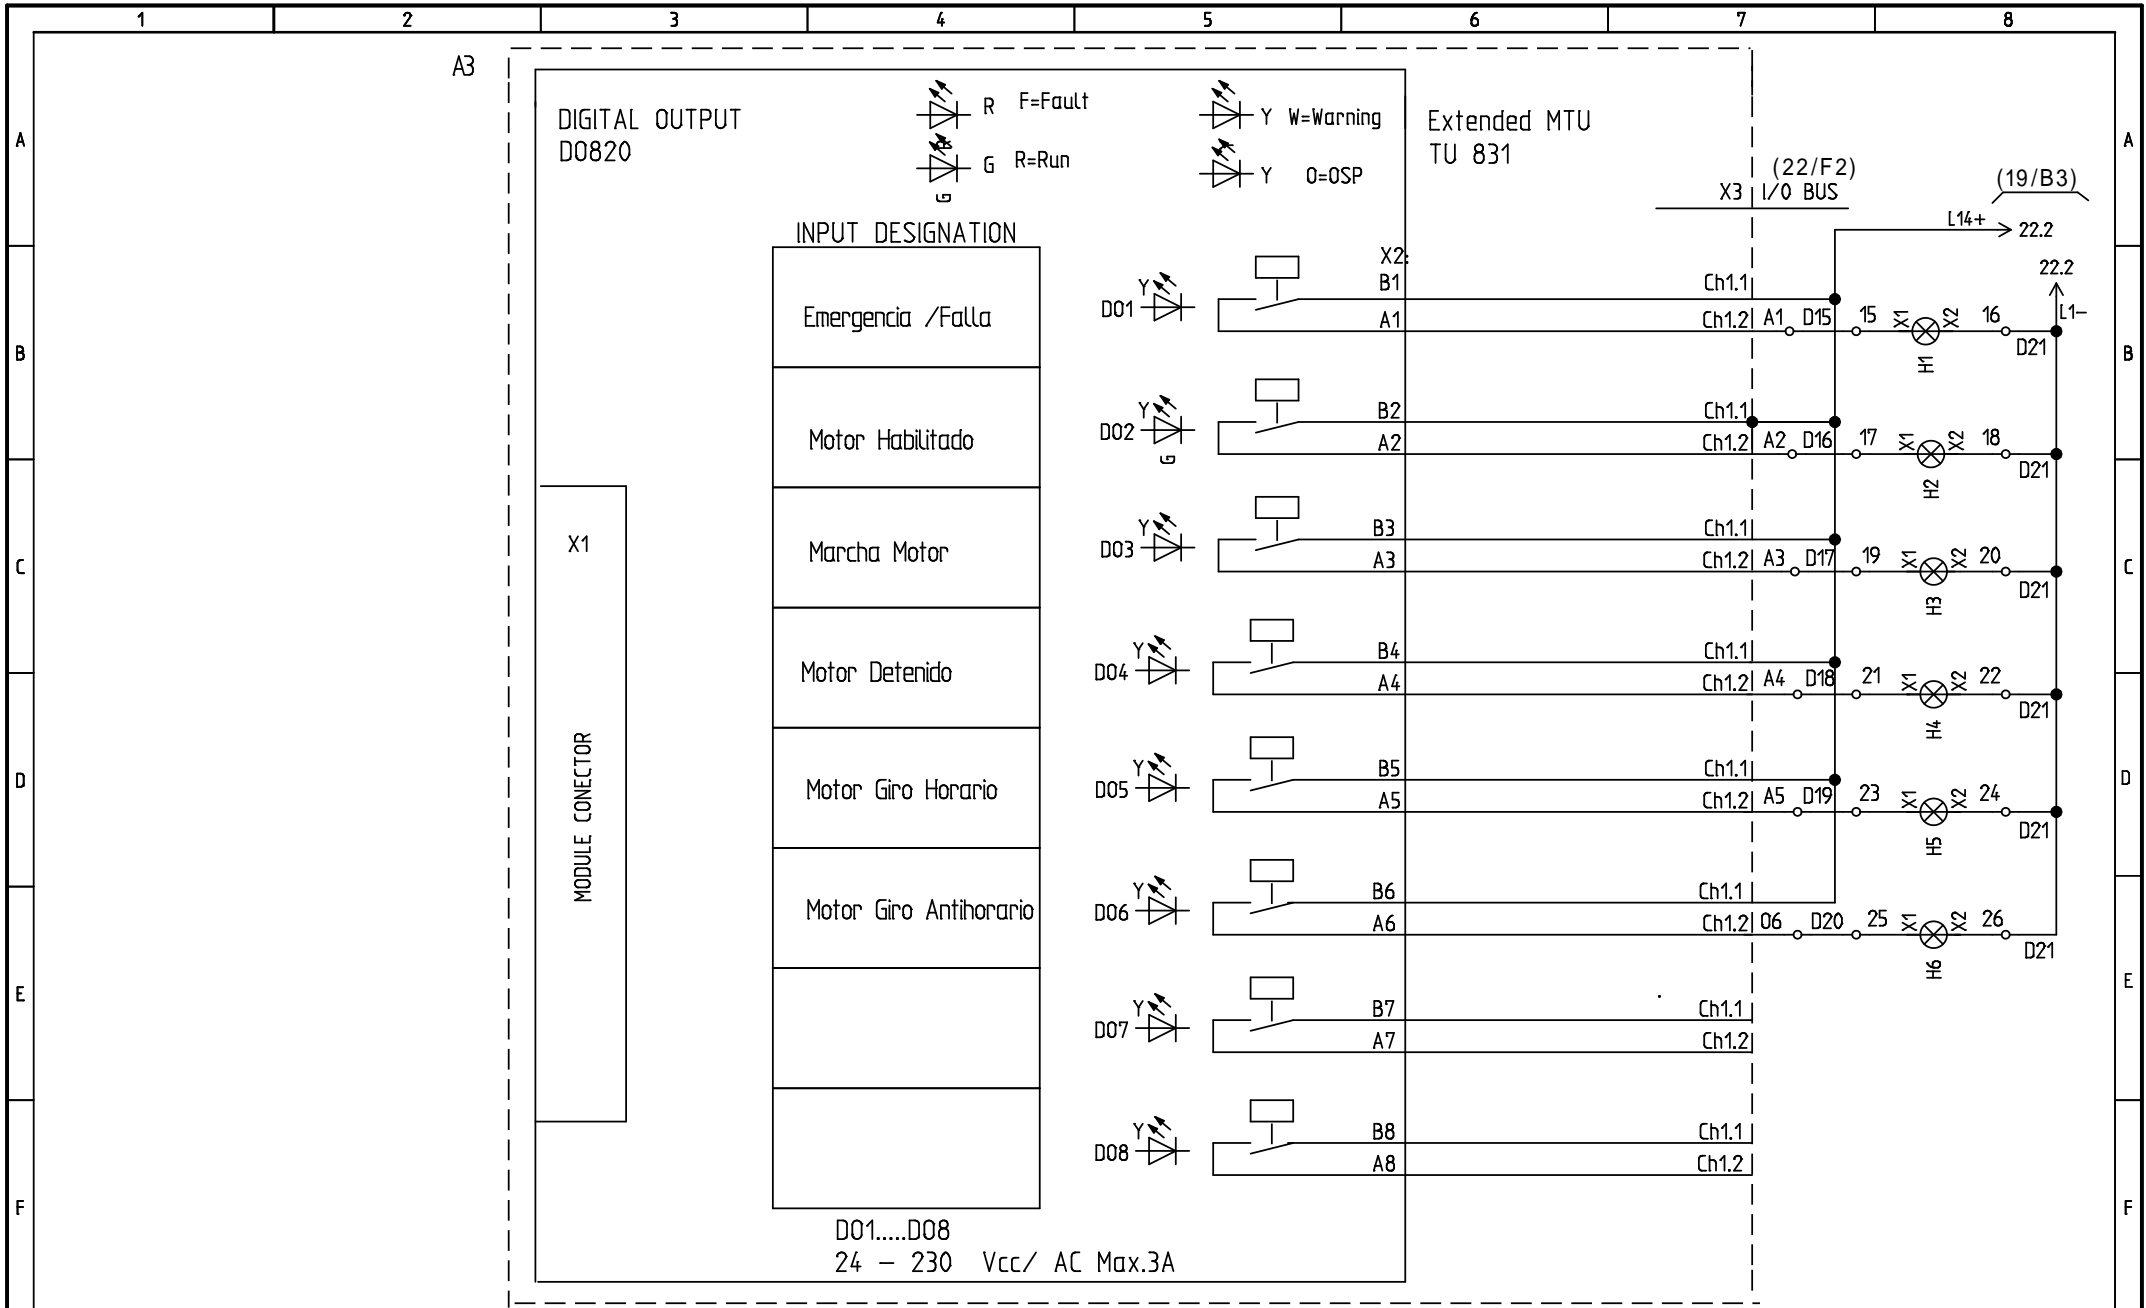 1 2 3 4 5 6 7 8
A3
A A
DIGITAL OUTPUT
DO820
R F=Fault
R
G R=Run
G
Y W=Warning
Y O=OSP
Extended MTU
TU 831
(22/F2)
X3 I/O BUS
(19/B3)
L14+ 22.2
22.2
L1-
INPUT DESIGNATION
X2:
B B
Emergencia /Falla
DO1 Y B1 Ch1.1
A1 Ch1.2 A1 D15 15 X1 X2 16
H1 D21
Motor Habilitado
DO2 Y B2 Ch1.1
G A2 Ch1.2 A2 D16 17 X1 X2 18
H2 D21
C C
X1
Marcha Motor
DO3 Y B3 Ch1.1
A3 Ch1.2 A3 D17 19 X1 X2 20
H3 D21
Motor Detenido
DO4 Y B4 Ch1.1
A4 Ch1.2 A4 D18 21 X1 X2 22
H4 D21
D D
MODULE CONECTOR
Motor Giro Horario
DO5 Y B5 Ch1.1
A5 Ch1.2 A5 D19 23 X1 X2 24
H5 D21
Motor Giro Antihorario
DO6 Y B6 Ch1.1
A6 Ch1.2 06 D20 25 X1 X2 26
H6 D21
E E
DO7 Y B7 Ch1.1
A7 Ch1.2
DO8 Y B8 Ch1.1
A8 Ch1.2
F F
DO1.....DO8
24 - 230 Vcc/ AC Max.3A